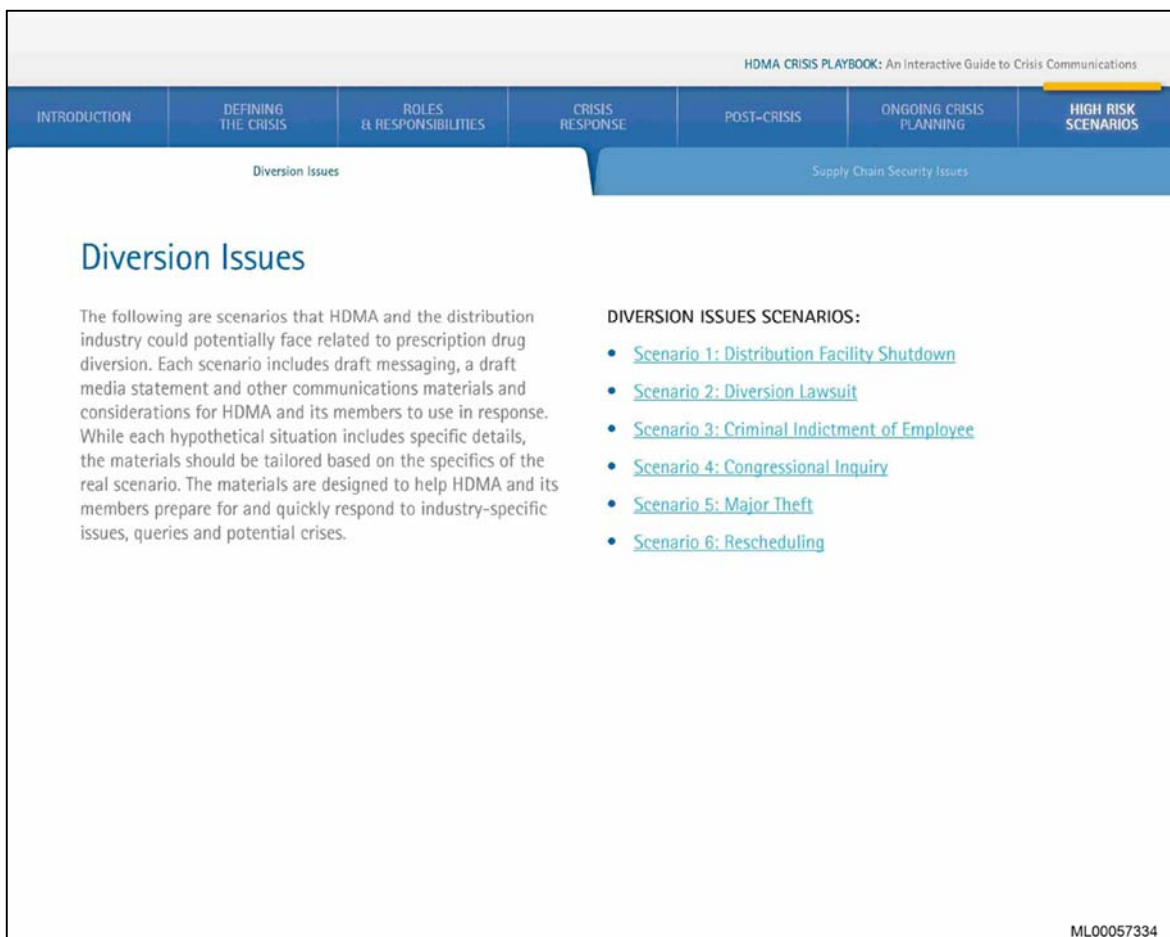 HDMA CRISIS PLAYBOOK: An Interactive Guide to Crisis Communications
INTRODUCTION
DEFINING
THE CRISIS
ROLES
& RESPONSIBILITIES
CRISIS
RESPONSE
POST-CRISIS
ONGOING CRISIS
PLANNING
HIGH RISK
SCENARIOS
Diversion Issues
Supply Chain Security Issues
Diversion Issues
The following are scenarios that HDMA and the distribution
industry could potentially face related to prescription drug
diversion. Each scenario includes draft messaging, a draft
media statement and other communications materials and
considerations for HDMA and its members to use in response.
While each hypothetical situation includes specific details,
the materials should be tailored based on the specifics of the
real scenario. The materials are designed to help HDMA and its
members prepare for and quickly respond to industry-specific
issues, queries and potential crises.
DIVERSION ISSUES SCENARIOS:
• Scenario 1: Distribution Facility Shutdown
• Scenario 2: Diversion Lawsuit
• Scenario 3: Criminal Indictment of Employee
• Scenario 4: Congressional Inquiry
• Scenario 5: Major Theft
• Scenario 6: Rescheduling
ML00057334